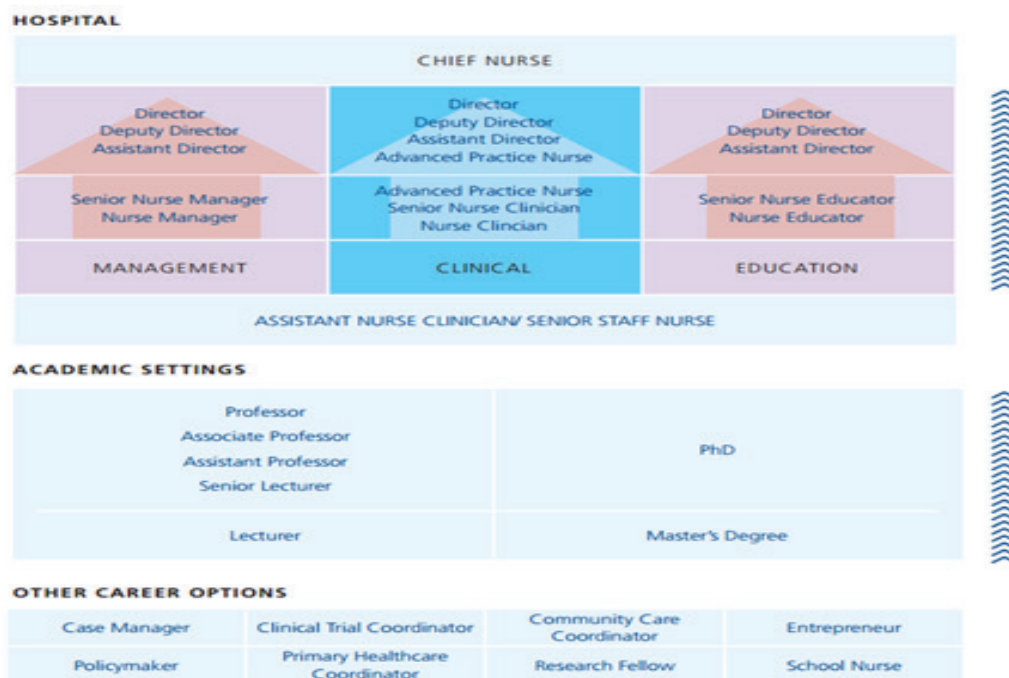 HOSPITAL
CHIEF NURSE
Director
Deputy Director
Assistant Director
Director
Deputy Director
Assistant Director
Advanced Practice Nurse
Director
Deputy Director
Assistant Director
Senior Nurse Manager
Nurse Manager
Advanced Practice Nurse
Senior Nurse Clinician
Nurse Clincian
Senior Nurse Educator
Nurse Educator
MANAGEMENT
CLINICAL
EDUCATION
ASSISTANT NURSE CLINICIAN/ SENIOR STAFF NURSE
ACADEMIC SETTINGS
Professor
Associate Professor
Assistant Professor
Senior Lecturer
PhD
Lecturer
Master's Degree
OTHER CAREER OPTIONS
Case Manager
Clinical Trial Coordinator
Community Care
Coordinator
Entrepreneur
Policymaker
Primary Healthcare
Coordinator
Research Fellow
School Nurse